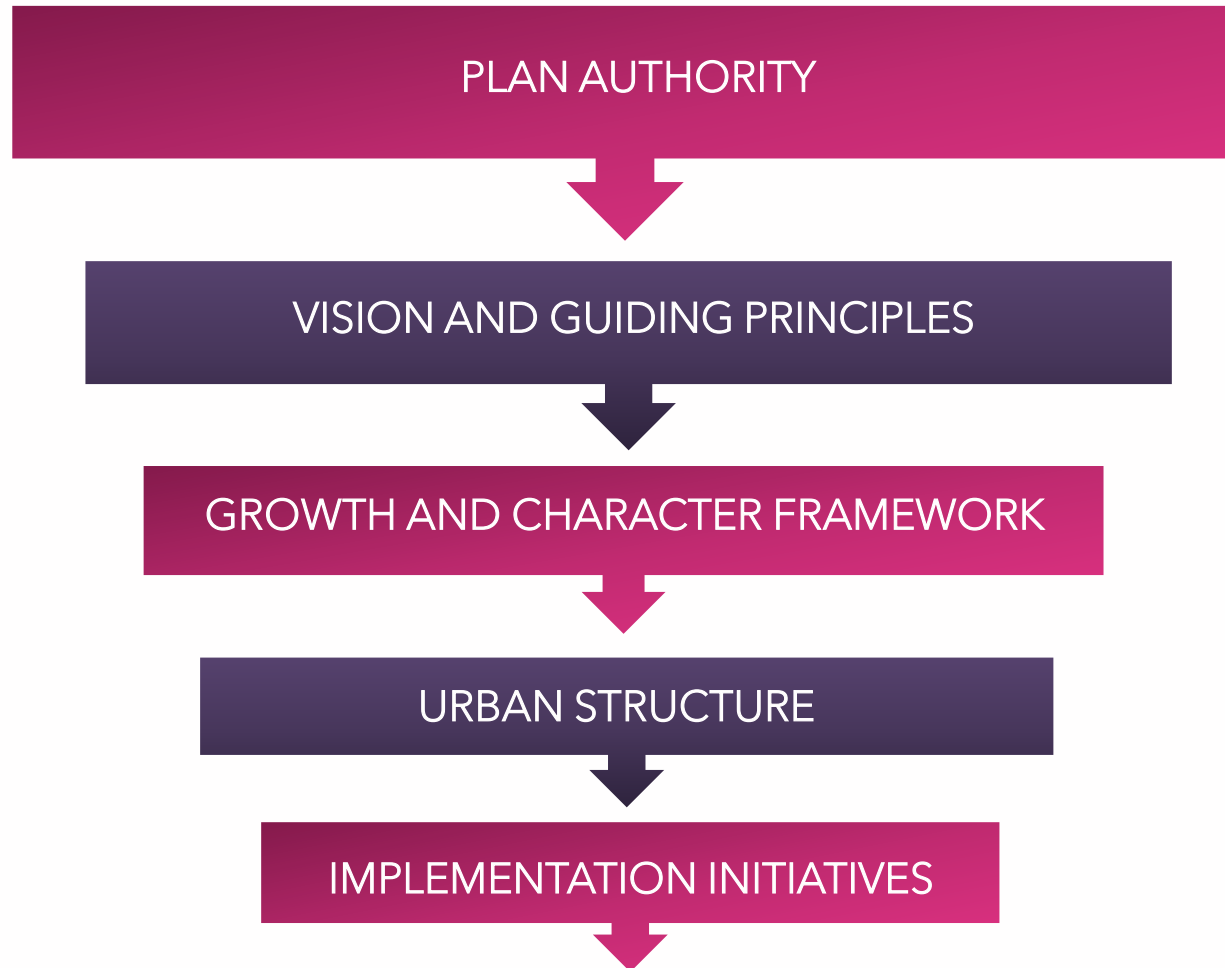 PLAN AUTHORITY
VISION AND GUIDING PRINCIPLES
GROWTH AND CHARACTER FRAMEWORK
URBAN STRUCTURE
IMPLEMENTATION INITIATIVES